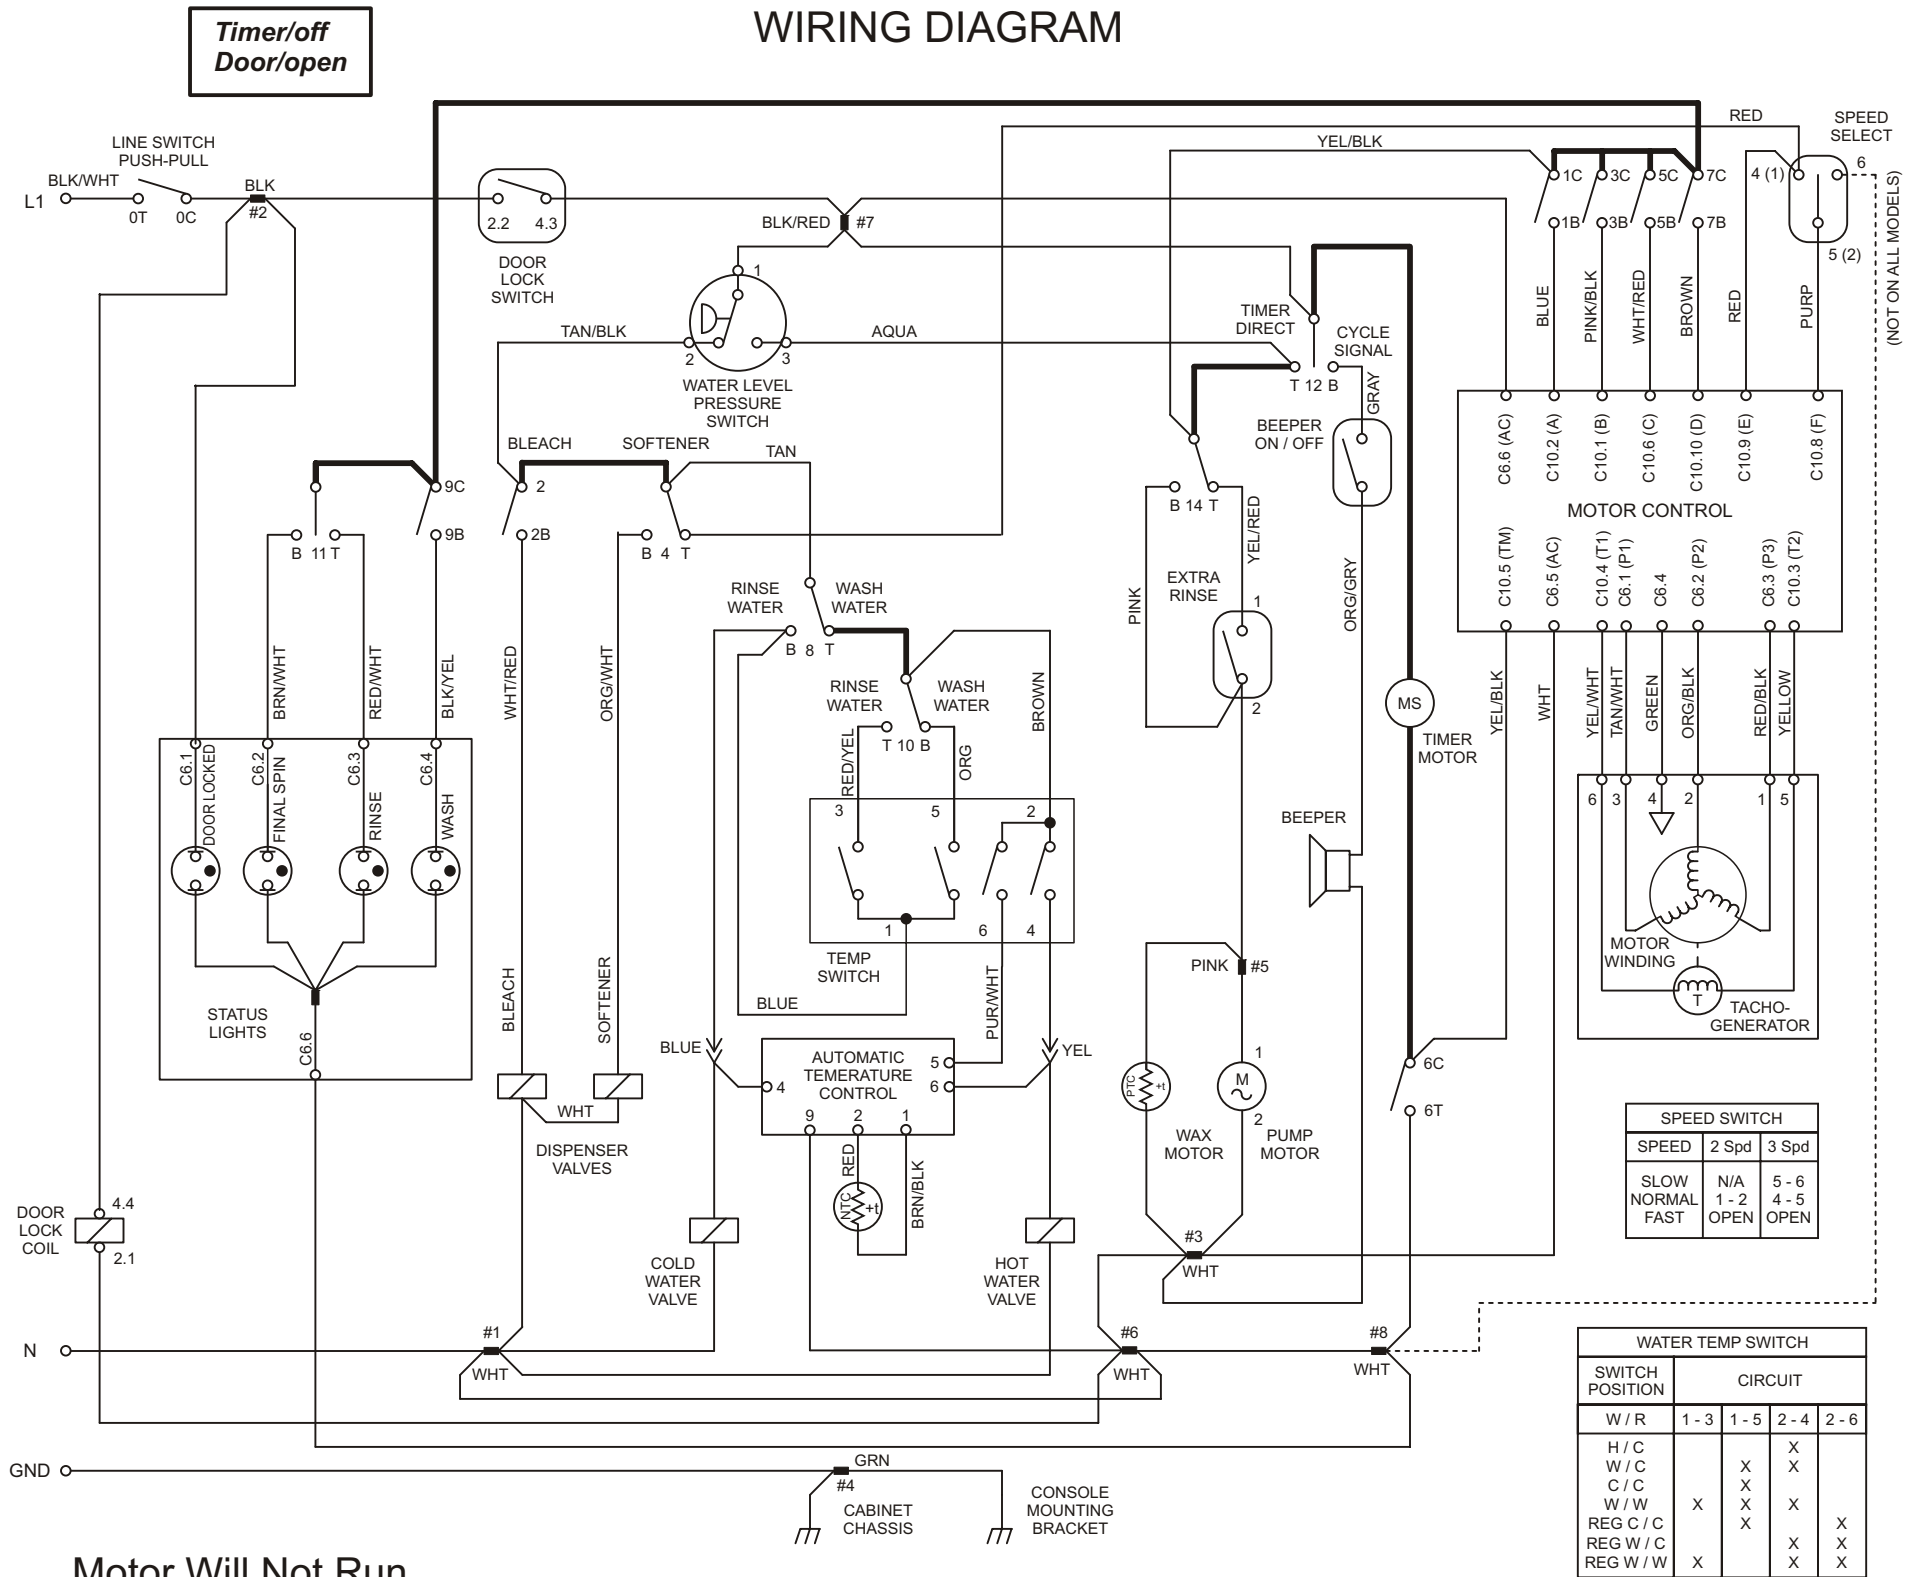 WIRING DIAGRAM
Timer/off
Door/open
LINE SWITCH
PUSH-PULL
BLK/WHT
L1
0T
0C
BLK
#2
2.2
4.3
DOOR
LOCK
SWITCH
BLK/RED
#7
1
2
3
TAN/BLK
AQUA
WATER LEVEL
PRESSURE
SWITCH
YEL/BLK
RED
SPEED
SELECT
1C
3C
5C
7C
4 (1)
6
1B
3B
5B
7B
5 (2)
(NOT ON ALL MODELS)
BLUE
PINK/BLK
WHT/RED
BROWN
RED
PURP
TIMER
DIRECT
CYCLE
SIGNAL
T 12 B
GRAY
BEEPER
ON / OFF
C6.6 (AC)
C10.2 (A)
C10.1 (B)
C10.6 (C)
C10.10 (D)
C10.9 (E)
C10.8 (F)
MOTOR CONTROL
C10.5 (TM)
C6.5 (AC)
C10.4 (T1)
C6.1 (P1)
C6.4
C6.2 (P2)
C6.3 (P3)
C10.3 (T2)
BLEACH
SOFTENER
TAN
9C
2
9B
2B
B 11 T
B 4 T
B 14 T
YEL/RED
PINK
EXTRA
RINSE
1
2
ORG/GRY
RINSE
WATER
WASH
WATER
B 8 T
RINSE
WATER
WASH
WATER
T 10 B
BROWN
RED/YEL
ORG
BRN/WHT
RED/WHT
BLK/YEL
WHT/RED
ORG/WHT
MS
TIMER
MOTOR
YEL/BLK
WHT
YEL/WHT
TAN/WHT
GREEN
ORG/BLK
RED/BLK
YELLOW
C6.1
DOOR LOCKED
C6.2
FINAL SPIN
C6.3
RINSE
C6.4
WASH
STATUS
LIGHTS
C6.6
3
5
2
1
6
4
TEMP
SWITCH
BLUE
PUR/WHT
BEEPER
6
3
4
2
1
5
MOTOR
WINDING
T
TACHO-
GENERATOR
PINK
#5
BLEACH
SOFTENER
WHT
DISPENSER
VALVES
BLUE
YEL
AUTOMATIC
TEMERATURE
CONTROL
4
5
6
9
2
1
RED
BRN/BLK
NTC
+t
PTC
+t
WAX
MOTOR
1
M
2
PUMP
MOTOR
6C
6T
SPEED SWITCH
SPEED 2 Spd 3 Spd
SLOW N/A 5 - 6
NORMAL 1 - 2 4 - 5
FAST OPEN OPEN
DOOR
LOCK
COIL
4.4
2.1
COLD
WATER
VALVE
HOT
WATER
VALVE
#3
WHT
N
#1
WHT
#6
WHT
#8
WHT
WATER TEMP SWITCH
SWITCH
POSITION
CIRCUIT
W / R 1 - 3 1 - 5 2 - 4 2 - 6
H / C X
W / C X X
C / C X
W / W X X X
REG C / C X X
REG W / C X X
REG W / W X X X
GND
GRN
#4
CABINET
CHASSIS
CONSOLE
MOUNTING
BRACKET
Motor Will Not Run